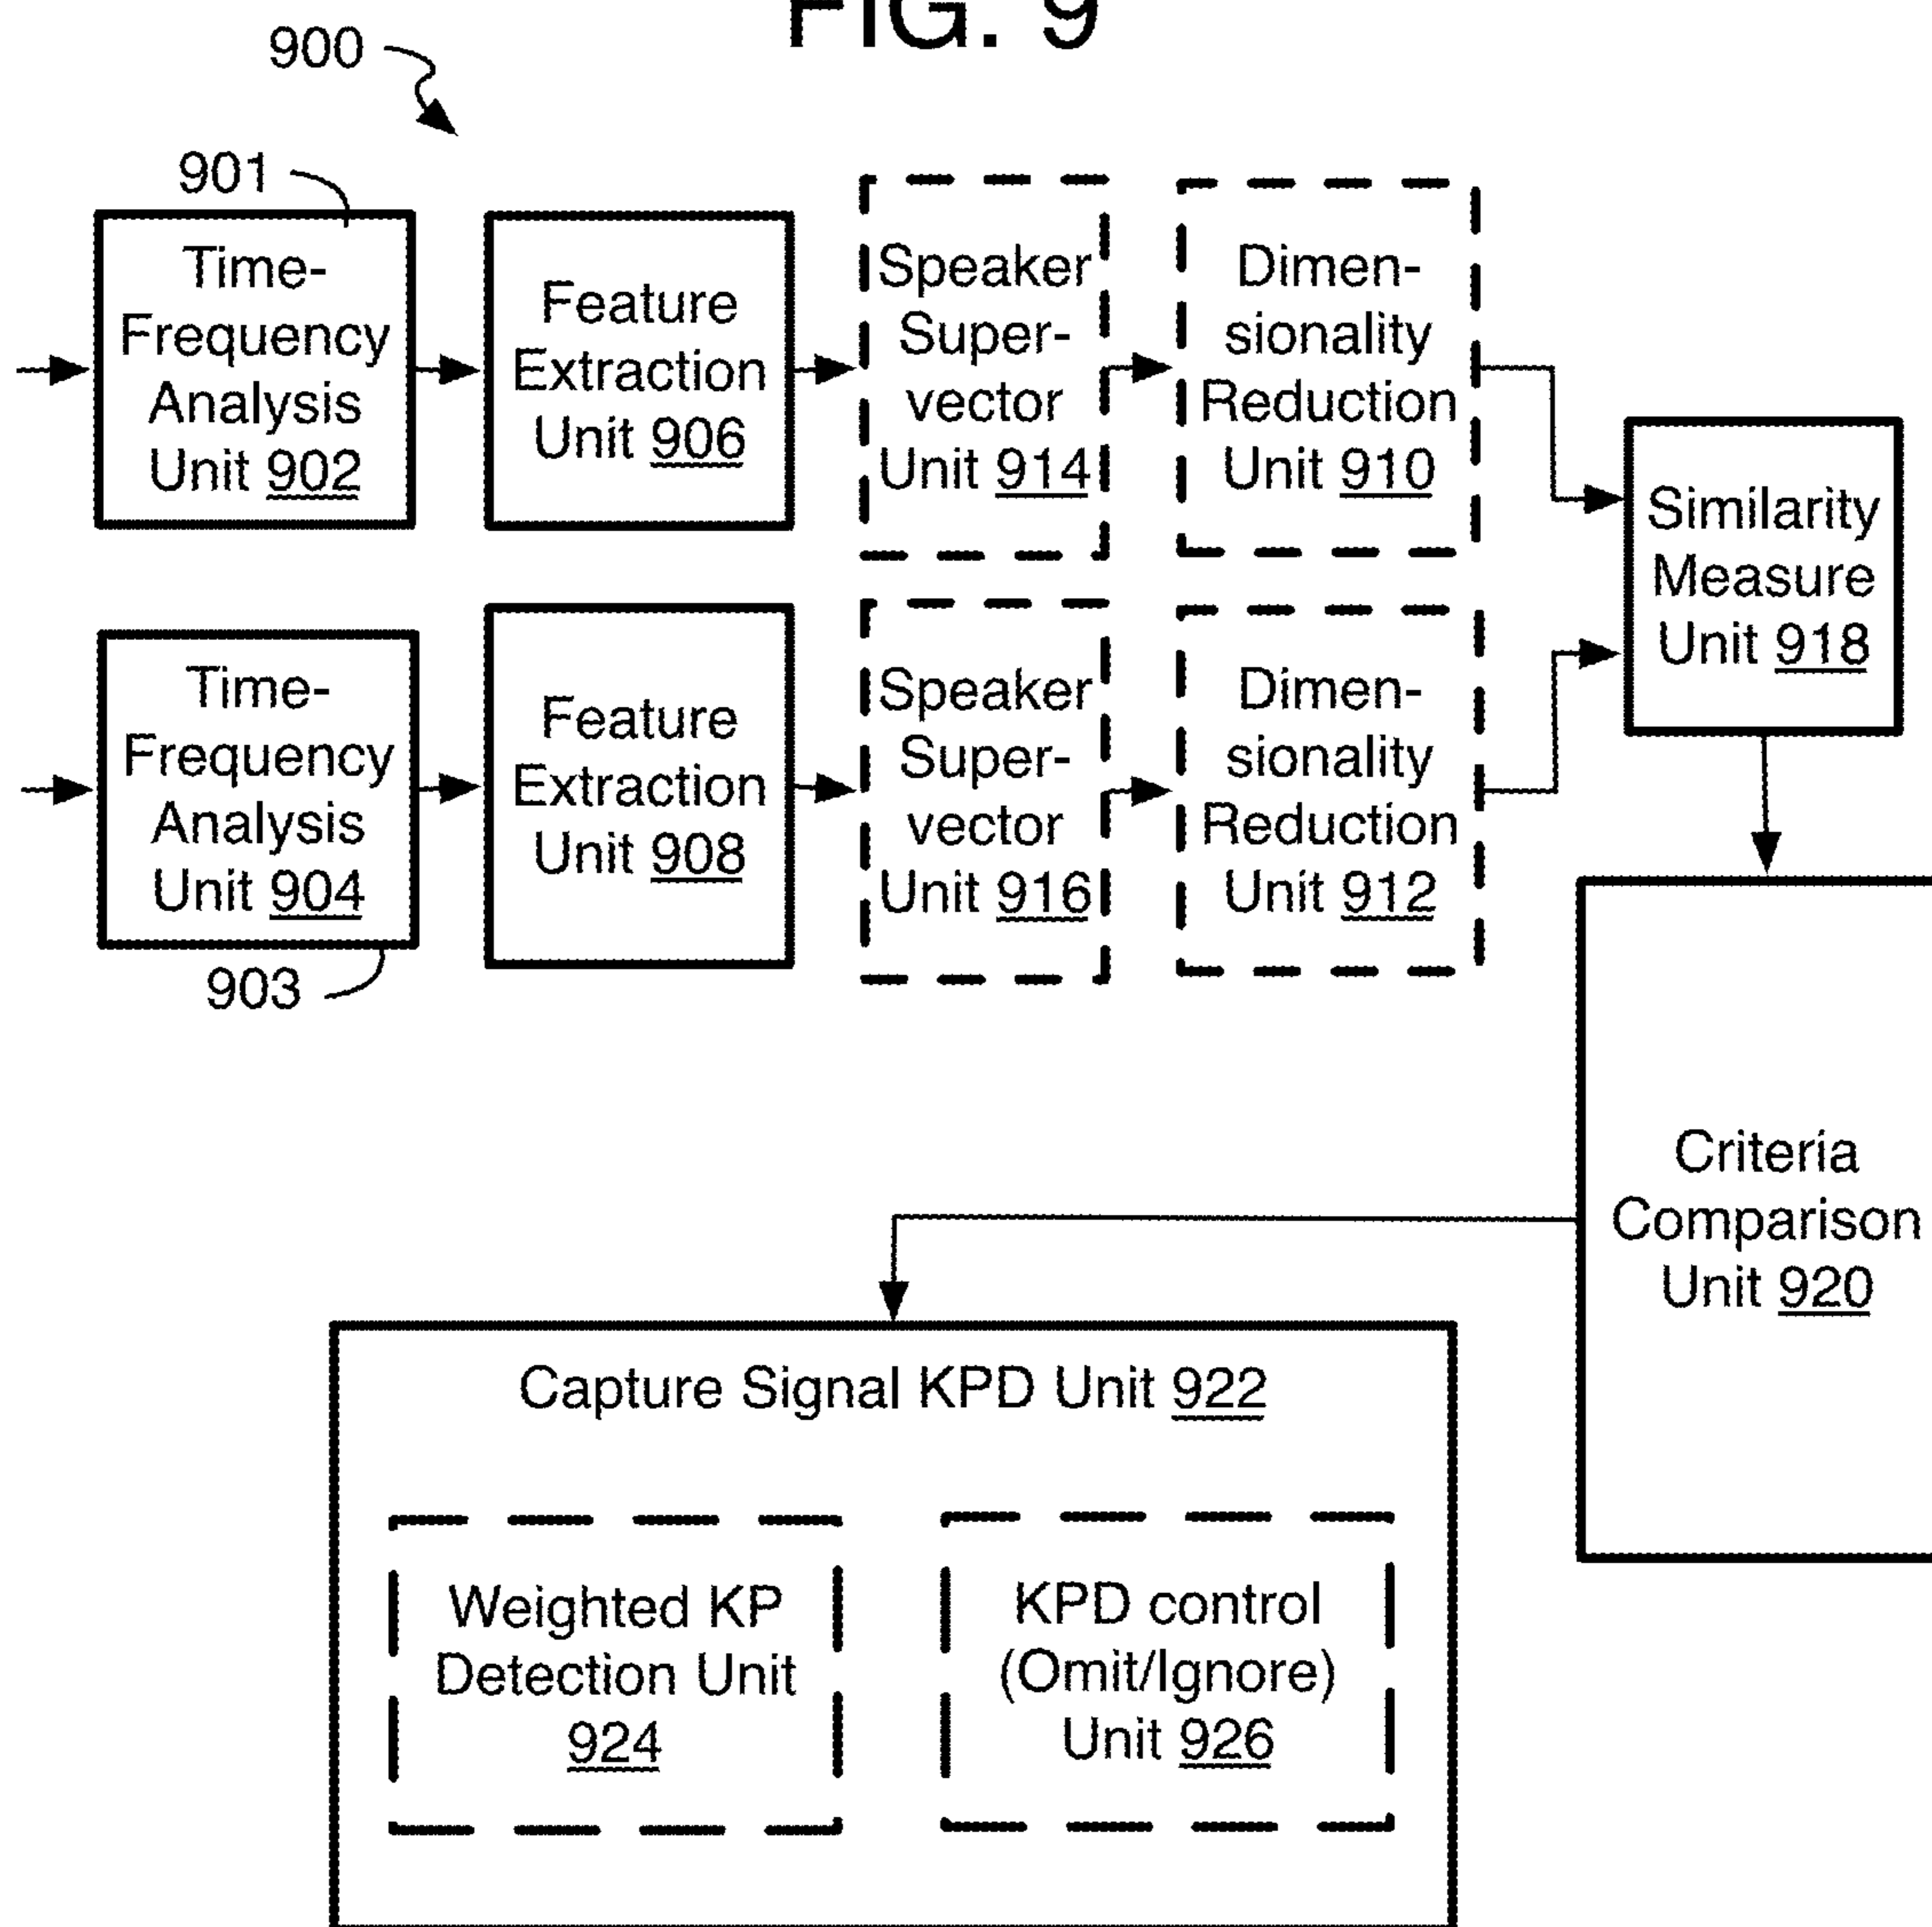 FIG. 9
900
901
Time-
Frequency
Analysis
Unit 902
Feature
Extraction
Unit 906
Speaker
Super-
vector
Unit 914
Dimen-
sionality
Reduction
Unit 910
Similarity
Measure
Unit 918
Time-
Frequency
Analysis
Unit 904
903
Feature
Extraction
Unit 908
Speaker
Super-
vector
Unit 916
Dimen-
sionality
Reduction
Unit 912
Criteria
Comparison
Unit 920
Capture Signal KPD Unit 922
Weighted KP
Detection Unit
924
KPD control
(Omit/Ignore)
Unit 926